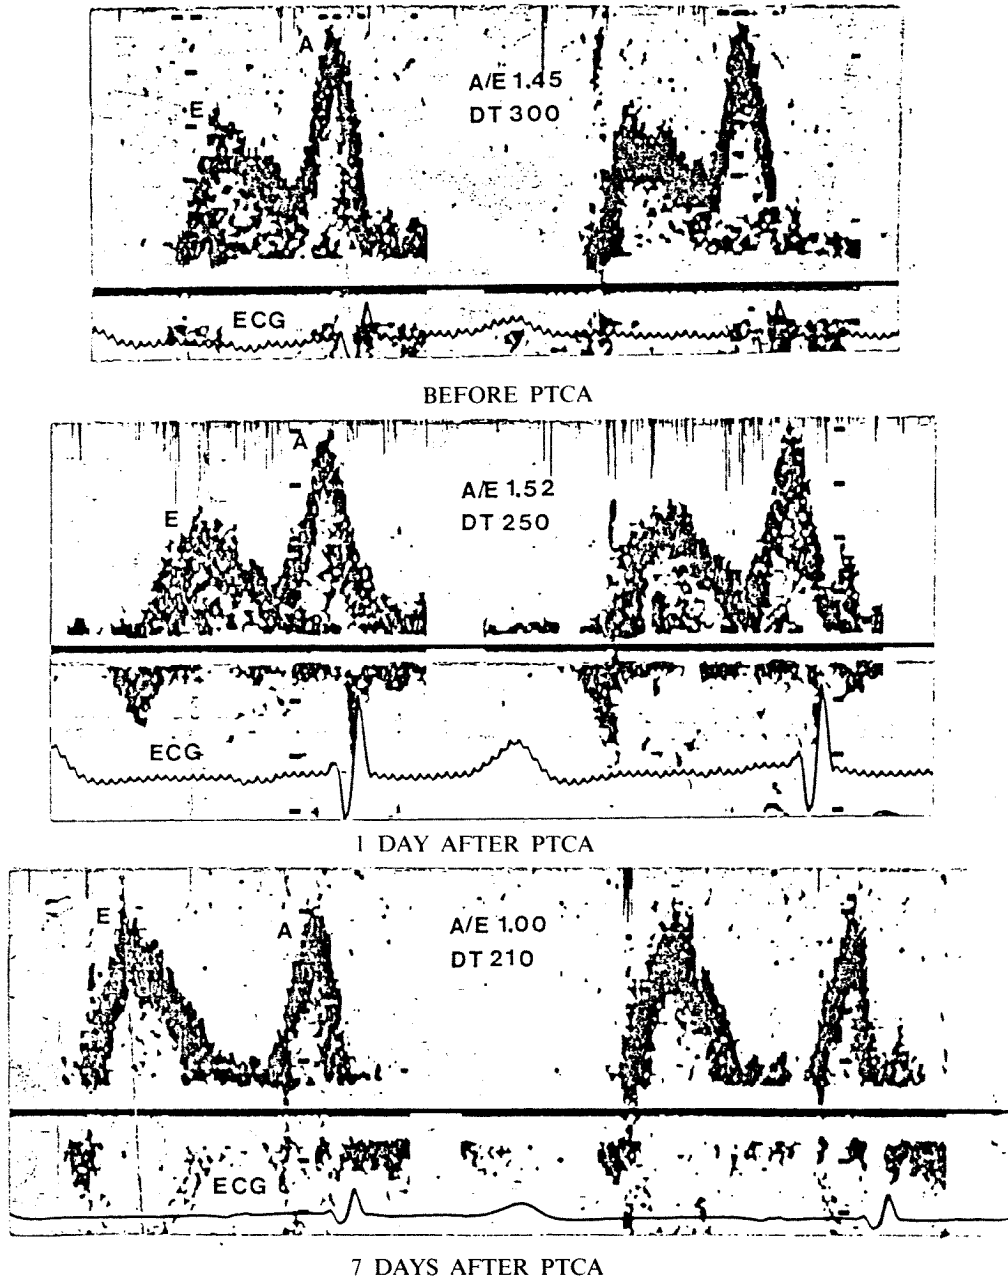 A
E
A/E 1.45
DT 300
ECG
BEFORE PTCA
A
E
A/E 1.52
DT 250
ECG
1 DAY AFTER PTCA
E
A
A/E 1.00
DT 210
ECG
7 DAYS AFTER PTCA